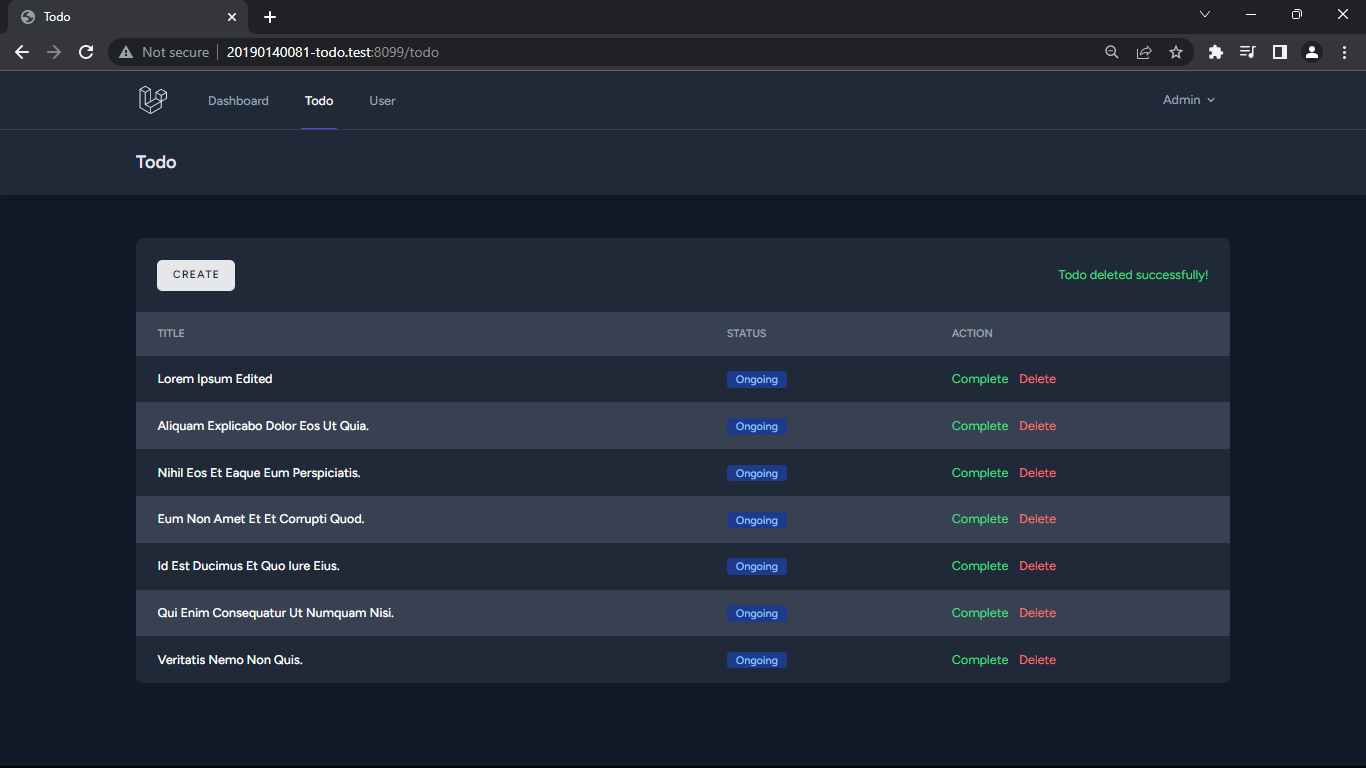 Todo
Not secure 20190140081-todo.test:8099/todo
Dashboard Todo User Admin
Todo
CREATE Todo deleted successfully!
TITLE STATUS ACTION
Lorem Ipsum Edited Ongoing Complete Delete
Aliquam Explicabo Dolor Eos Ut Quia. Ongoing Complete Delete
Nihil Eos Et Eaque Eum Perspiciatis. Ongoing Complete Delete
Eum Non Amet Et Et Corrupti Quod. Ongoing Complete Delete
Id Est Ducimus Et Quo Iure Eius. Ongoing Complete Delete
Qui Enim Consequatur Ut Numquam Nisi. Ongoing Complete Delete
Veritatis Nemo Non Quis. Ongoing Complete Delete